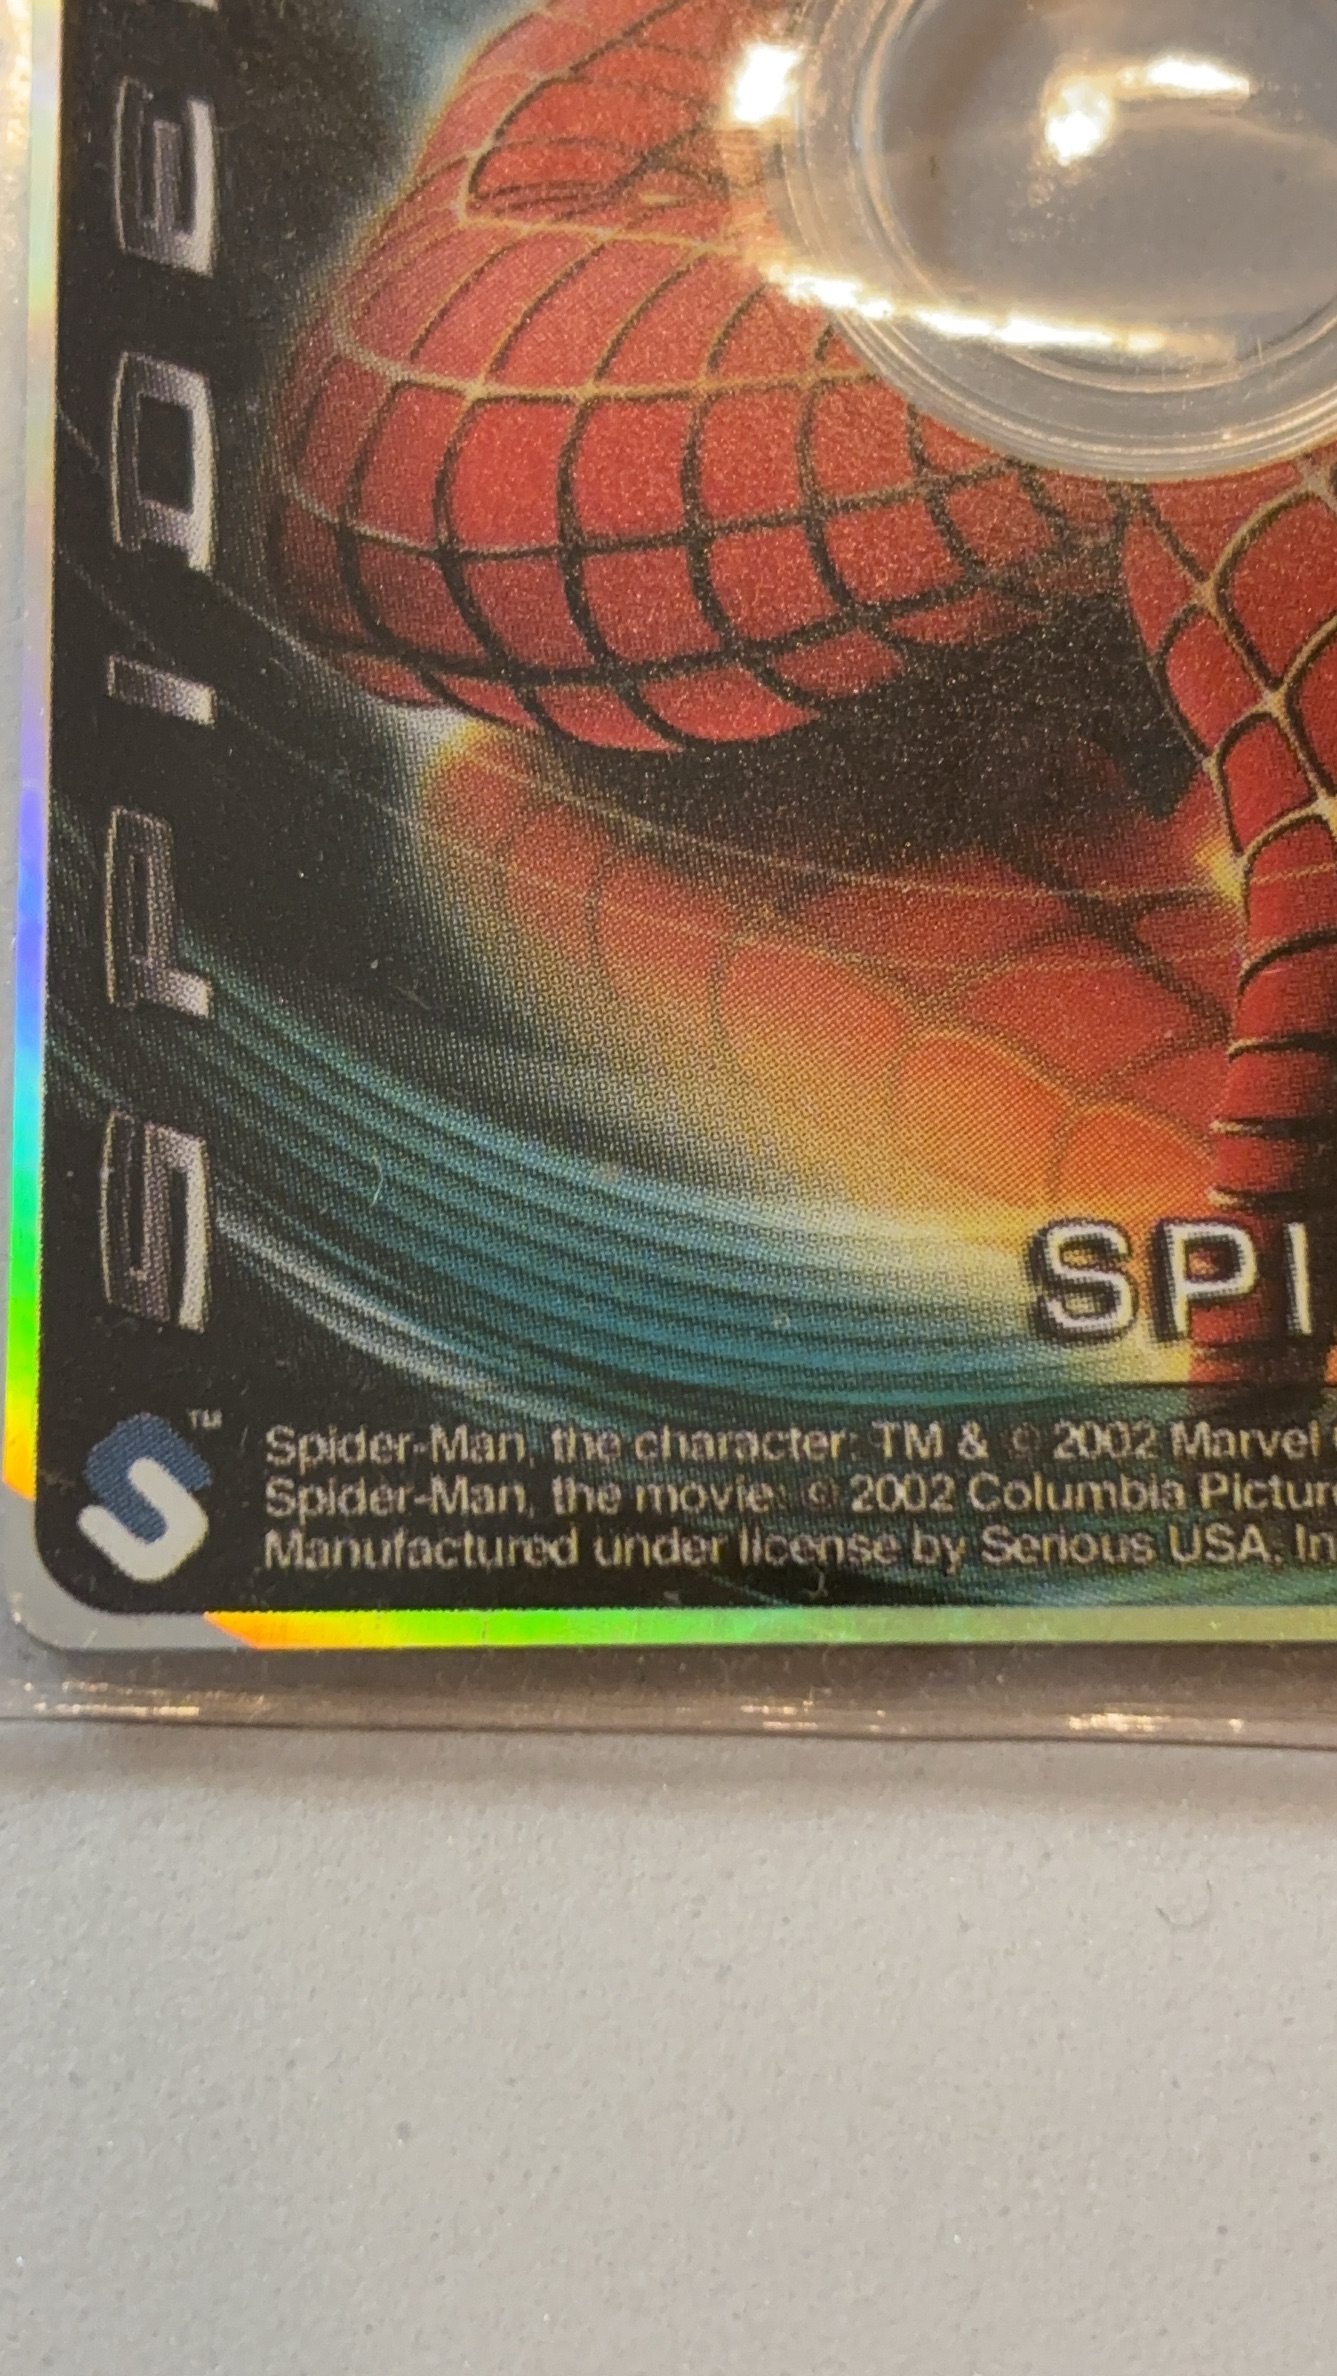 SPIDE
SPI
TM
Spider-Man, the character: TM & © 2002 Marvel
Spider-Man, the movie: © 2002 Columbia Pictur
Manufactured under license by Serious USA, In